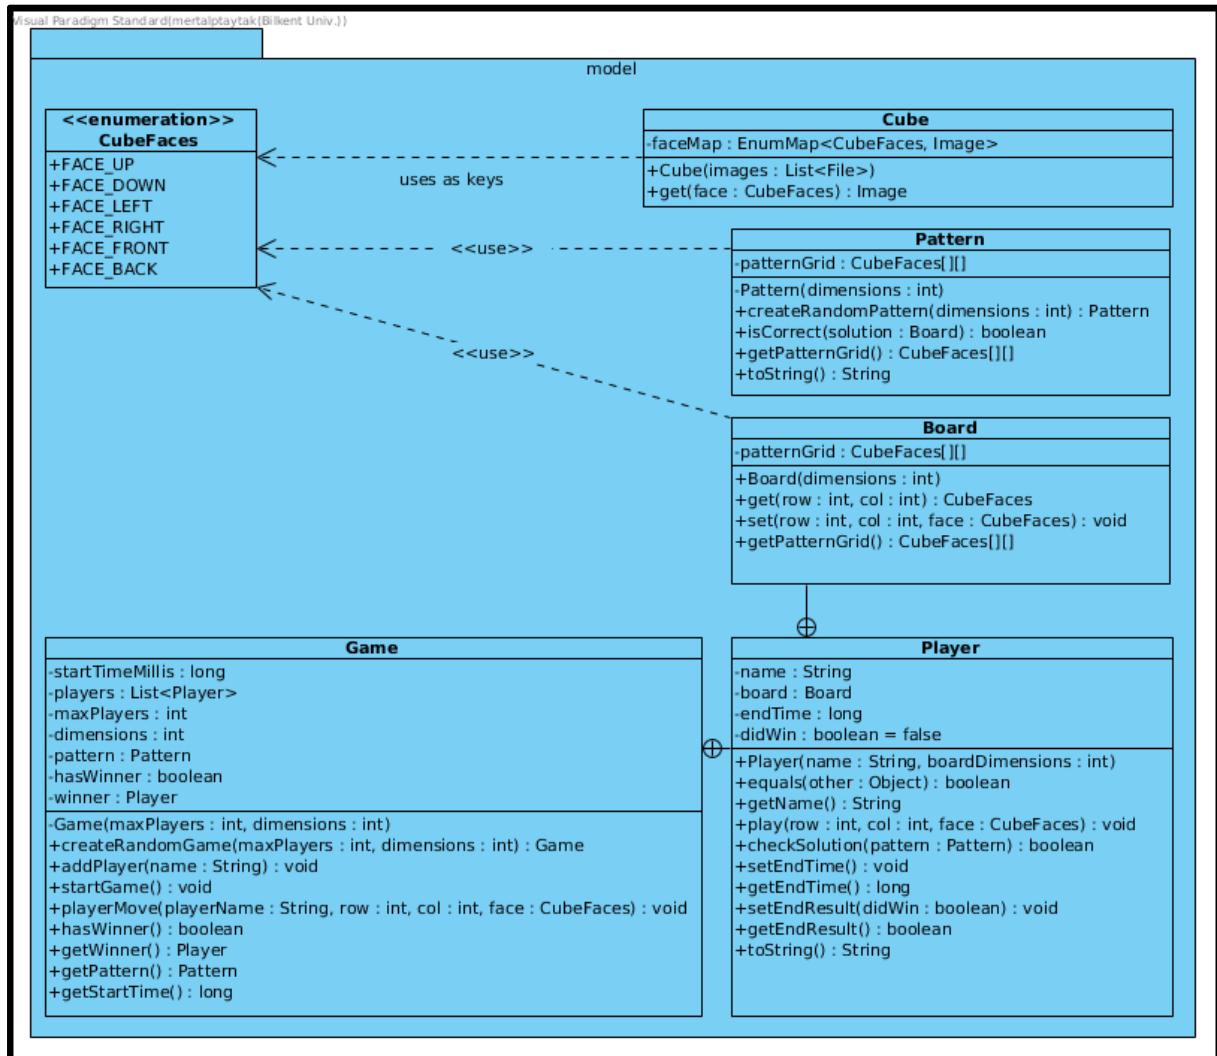 Visual Paradigm Standard(mertalptaytak(Bilkent Univ.))
model
<<enumeration>>
CubeFaces
+FACE_UP
+FACE_DOWN
+FACE_LEFT
+FACE_RIGHT
+FACE_FRONT
+FACE_BACK
uses as keys
Cube
-faceMap : EnumMap<CubeFaces, Image>
+Cube(images : List<File>)
+get(face : CubeFaces) : Image
<<use>>
Pattern
-patternGrid : CubeFaces[][]
-Pattern(dimensions : int)
+createRandomPattern(dimensions : int) : Pattern
+isCorrect(solution : Board) : boolean
+getPatternGrid() : CubeFaces[][]
+toString() : String
<<use>>
Board
-patternGrid : CubeFaces[][]
+Board(dimensions : int)
+get(row : int, col : int) : CubeFaces
+set(row : int, col : int, face : CubeFaces) : void
+getPatternGrid() : CubeFaces[][]
Game
-startTimeMillis : long
-players : List<Player>
-maxPlayers : int
-dimensions : int
-pattern : Pattern
-hasWinner : boolean
-winner : Player
-Game(maxPlayers : int, dimensions : int)
+createRandomGame(maxPlayers : int, dimensions : int) : Game
+addPlayer(name : String) : void
+startGame() : void
+playerMove(playerName : String, row : int, col : int, face : CubeFaces) : void
+hasWinner() : boolean
+getWinner() : Player
+getPattern() : Pattern
+getStartTime() : long
Player
-name : String
-board : Board
-endTime : long
-didWin : boolean = false
+Player(name : String, boardDimensions : int)
+equals(other : Object) : boolean
+getName() : String
+play(row : int, col : int, face : CubeFaces) : void
+checkSolution(pattern : Pattern) : boolean
+setEndTime() : void
+getEndTime() : long
+setEndResult(didWin : boolean) : void
+getEndResult() : boolean
+toString() : String